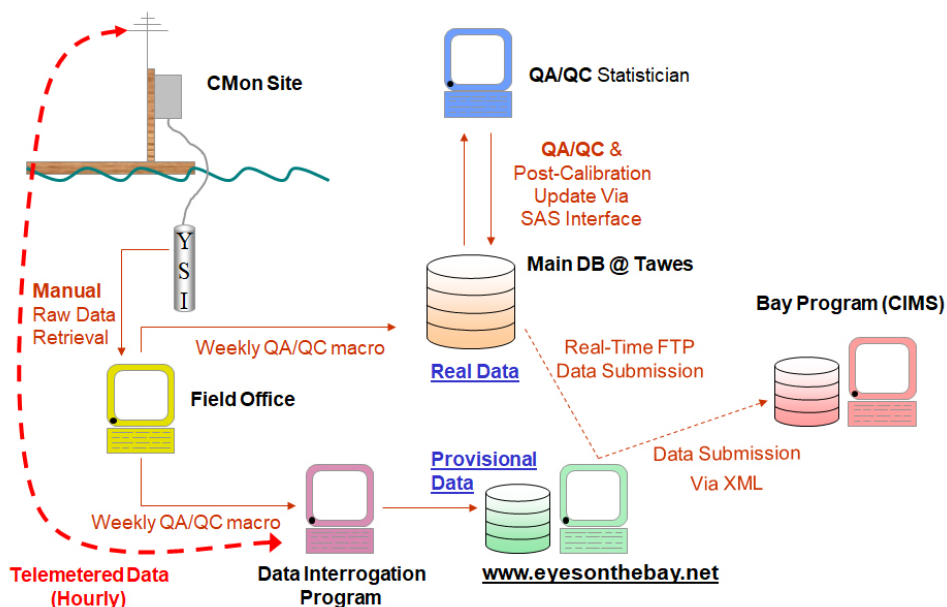 CMon Site
QA/QC Statistician
QA/QC &
Post-Calibration
Update Via
SAS Interface
Y
S
I
Main DB @ Tawes
Manual
Raw Data
Retrieval
Bay Program (CIMS)
Weekly QA/QC macro
Real-Time FTP
Data Submission
Real Data
Field Office
Provisional
Data
Data Submission
Via XML
Weekly QA/QC macro
Telemetered Data
(Hourly)
Data Interrogation
Program
www.eyesonthebay.net